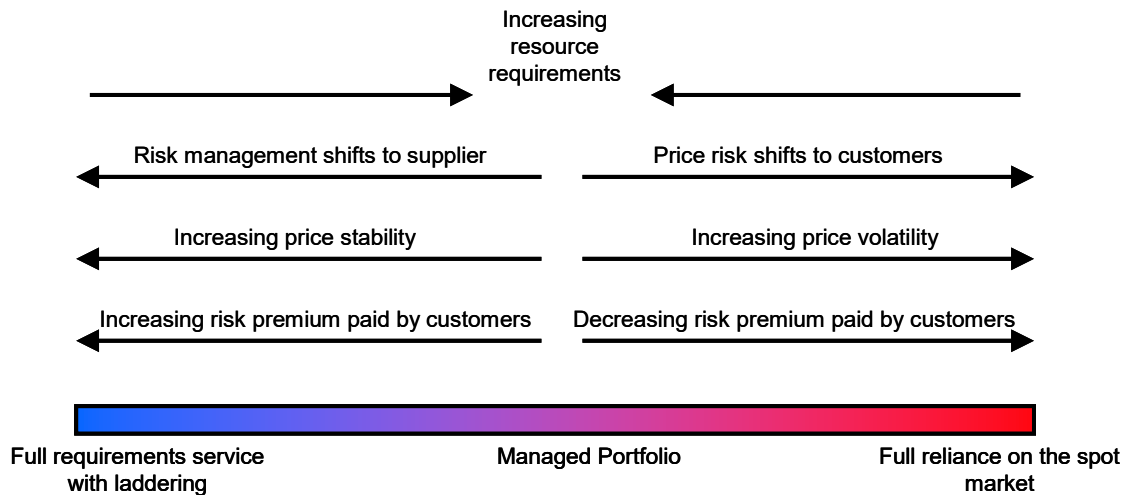 Increasing
resource
requirements
Risk management shifts to supplier
Price risk shifts to customers
Increasing price stability
Increasing price volatility
Increasing risk premium paid by customers
Decreasing risk premium paid by customers
Full requirements service
with laddering
Managed Portfolio
Full reliance on the spot
market